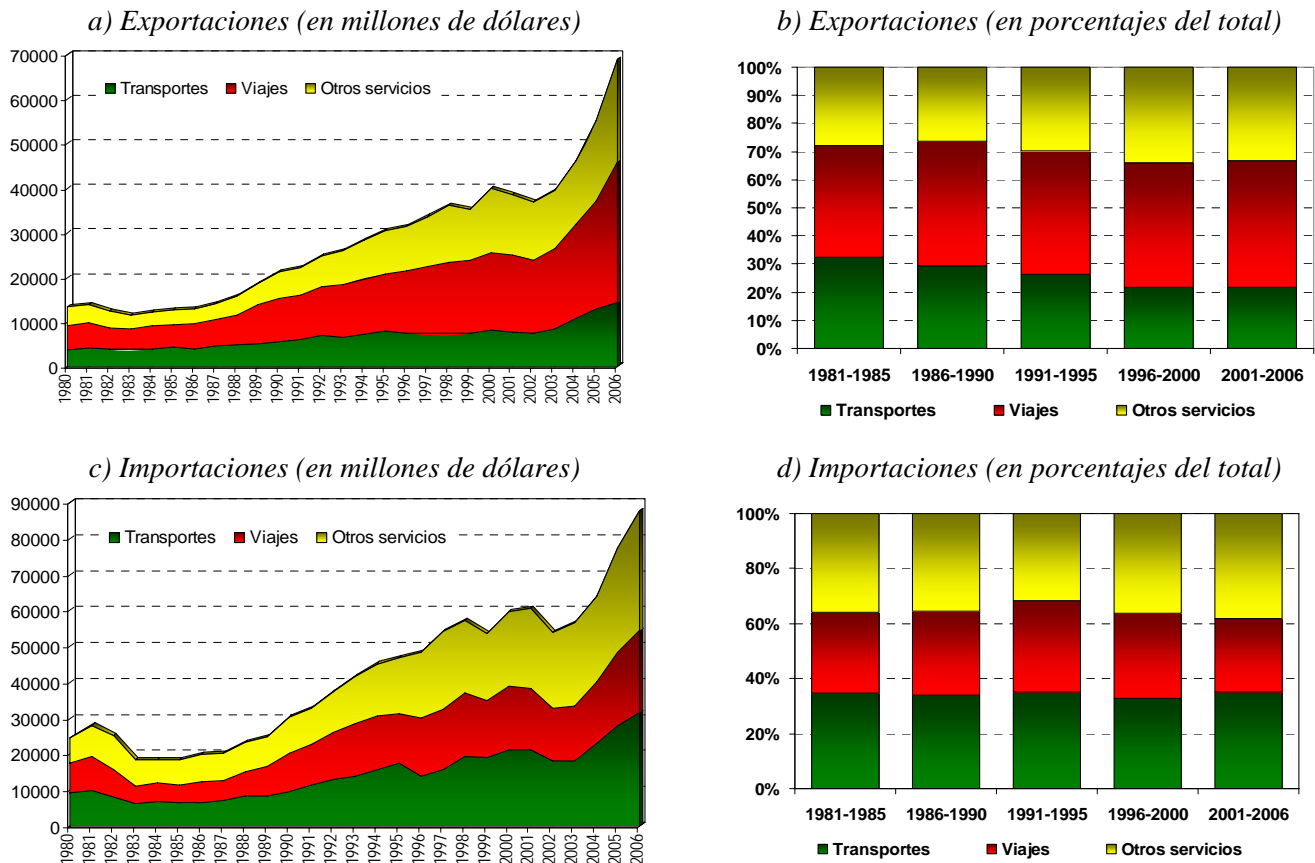 a) Exportaciones (en millones de dólares)
70000
60000
50000
40000
30000
20000
10000
0
Transportes Viajes Otros servicios
1980 1981 1982 1983 1984 1985 1986 1987 1988 1989 1990 1991 1992 1993 1994 1995 1996 1997 1998 1999 2000 2001 2002 2003 2004 2005 2006
b) Exportaciones (en porcentajes del total)
100%
90%
80%
70%
60%
50%
40%
30%
20%
10%
0%
1981-1985 1986-1990 1991-1995 1996-2000 2001-2006
Transportes Viajes Otros servicios
c) Importaciones (en millones de dólares)
90000
80000
70000
60000
50000
40000
30000
20000
10000
0
Transportes Viajes Otros servicios
1980 1981 1982 1983 1984 1985 1986 1987 1988 1989 1990 1991 1992 1993 1994 1995 1996 1997 1998 1999 2000 2001 2002 2003 2004 2005 2006
d) Importaciones (en porcentajes del total)
100%
80%
60%
40%
20%
0%
1981-1985 1986-1990 1991-1995 1996-2000 2001-2006
Transportes Viajes Otros servicios